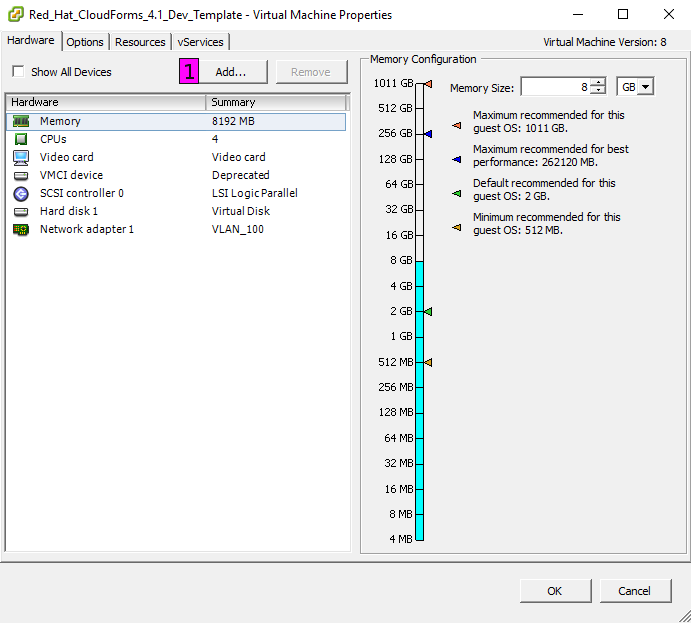 Red_Hat_CloudForms_4.1_Dev_Template - Virtual Machine Properties
Hardware Options Resources vServices
Virtual Machine Version: 8
Show All Devices
1
Add...
Remove
Hardware Summary
Memory 8192 MB
CPUs 4
Video card Video card
VMCI device Deprecated
SCSI controller 0 LSI Logic Parallel
Hard disk 1 Virtual Disk
Network adapter 1 VLAN_100
Memory Configuration
1011 GB
512 GB
256 GB
128 GB
64 GB
32 GB
16 GB
8 GB
4 GB
2 GB
1 GB
512 MB
256 MB
128 MB
64 MB
32 MB
16 MB
8 MB
4 MB
Memory Size: 8 GB
Maximum recommended for this
guest OS: 1011 GB.
Maximum recommended for best
performance: 262120 MB.
Default recommended for this
guest OS: 2 GB.
Minimum recommended for this
guest OS: 512 MB.
OK
Cancel